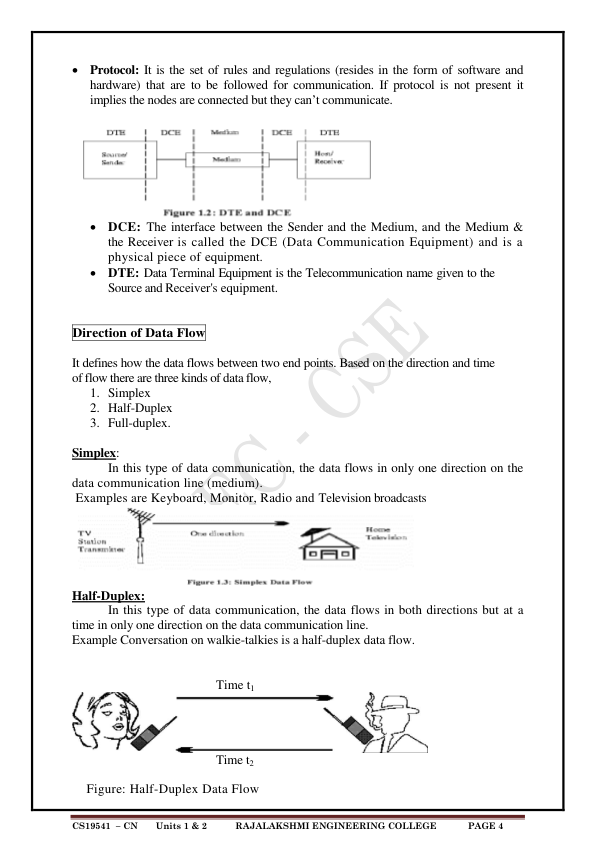 • Protocol: It is the set of rules and regulations (resides in the form of software and
hardware) that are to be followed for communication. If protocol is not present it
implies the nodes are connected but they can't communicate.
DTE DCE Medium DCE DTE
Source/
Sender
Medium
Host/
Receiver
Figure 1.2: DTE and DCE
• DCE: The interface between the Sender and the Medium, and the Medium &
the Receiver is called the DCE (Data Communication Equipment) and is a
physical piece of equipment.
• DTE: Data Terminal Equipment is the Telecommunication name given to the
Source and Receiver's equipment.
Direction of Data Flow
It defines how the data flows between two end points. Based on the direction and time
of flow there are three kinds of data flow,
1. Simplex
2. Half-Duplex
3. Full-duplex.
Simplex:
In this type of data communication, the data flows in only one direction on the
data communication line (medium).
Examples are Keyboard, Monitor, Radio and Television broadcasts
TV
Station
Transmitter
One direction
Home
Television
Figure 1.3: Simplex Data Flow
Half-Duplex:
In this type of data communication, the data flows in both directions but at a
time in only one direction on the data communication line.
Example Conversation on walkie-talkies is a half-duplex data flow.
Time t1
Time t2
Figure: Half-Duplex Data Flow
CS19541 – CN Units 1 & 2 RAJALAKSHMI ENGINEERING COLLEGE PAGE 4
- CSE